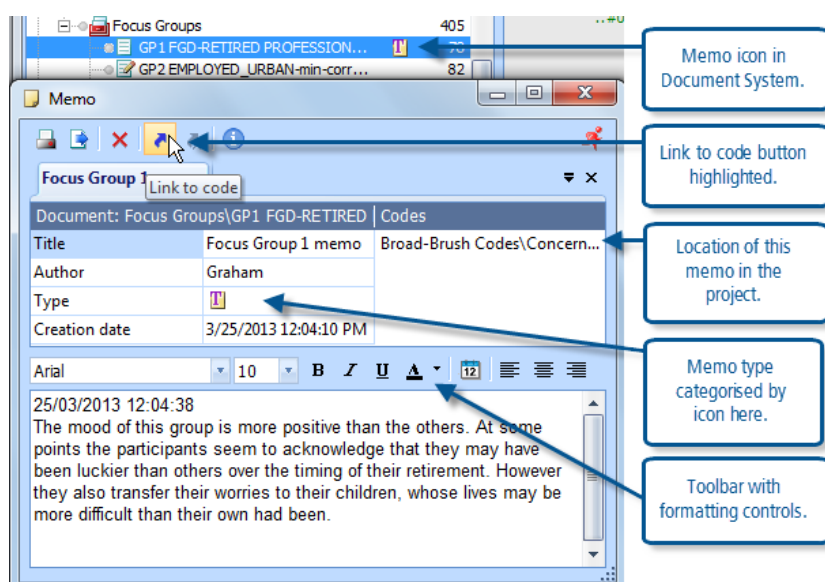 Focus Groups 405
GP1 FGD-RETIRED PROFESSION... 78
GP2 EMPLOYED_URBAN-min-corr... 82
Memo
Focus Group 1
Link to code
Document: Focus Groups\GP1 FGD-RETIRED Codes
Title Focus Group 1 memo Broad-Brush Codes\Concern...
Author Graham
Type T
Creation date 3/25/2013 12:04:10 PM
Arial 10 B I U A 12
25/03/2013 12:04:38
The mood of this group is more positive than the others. At some
points the participants seem to acknowledge that they may have
been luckier than others over the timing of their retirement. However
they also transfer their worries to their children, whose lives may be
more difficult than their own had been.
Memo icon in
Document System.
Link to code button
highlighted.
Location of this
memo in the
project.
Memo type
categorised by
icon here.
Toolbar with
formatting controls.